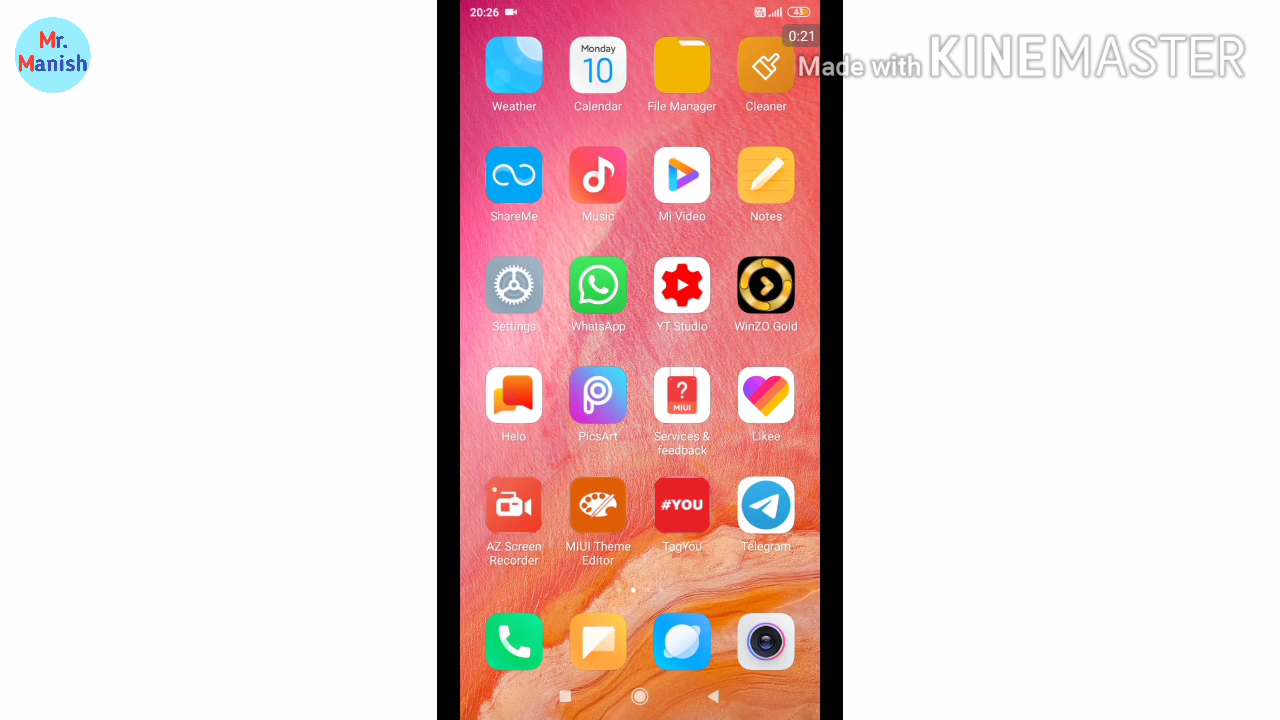 Mr.
Manish
20:26
43
0:21
Made with KINEMASTER
Monday
10
Weather
Calendar
File Manager
Cleaner
ShareMe
Music
Mi Video
Notes
Settings
WhatsApp
YT Studio
WinZO Gold
?
MIUI
Helo
PicsArt
Services &
feedback
Likee
#YOU
AZ Screen
Recorder
MIUI Theme
Editor
TagYou
Telegram